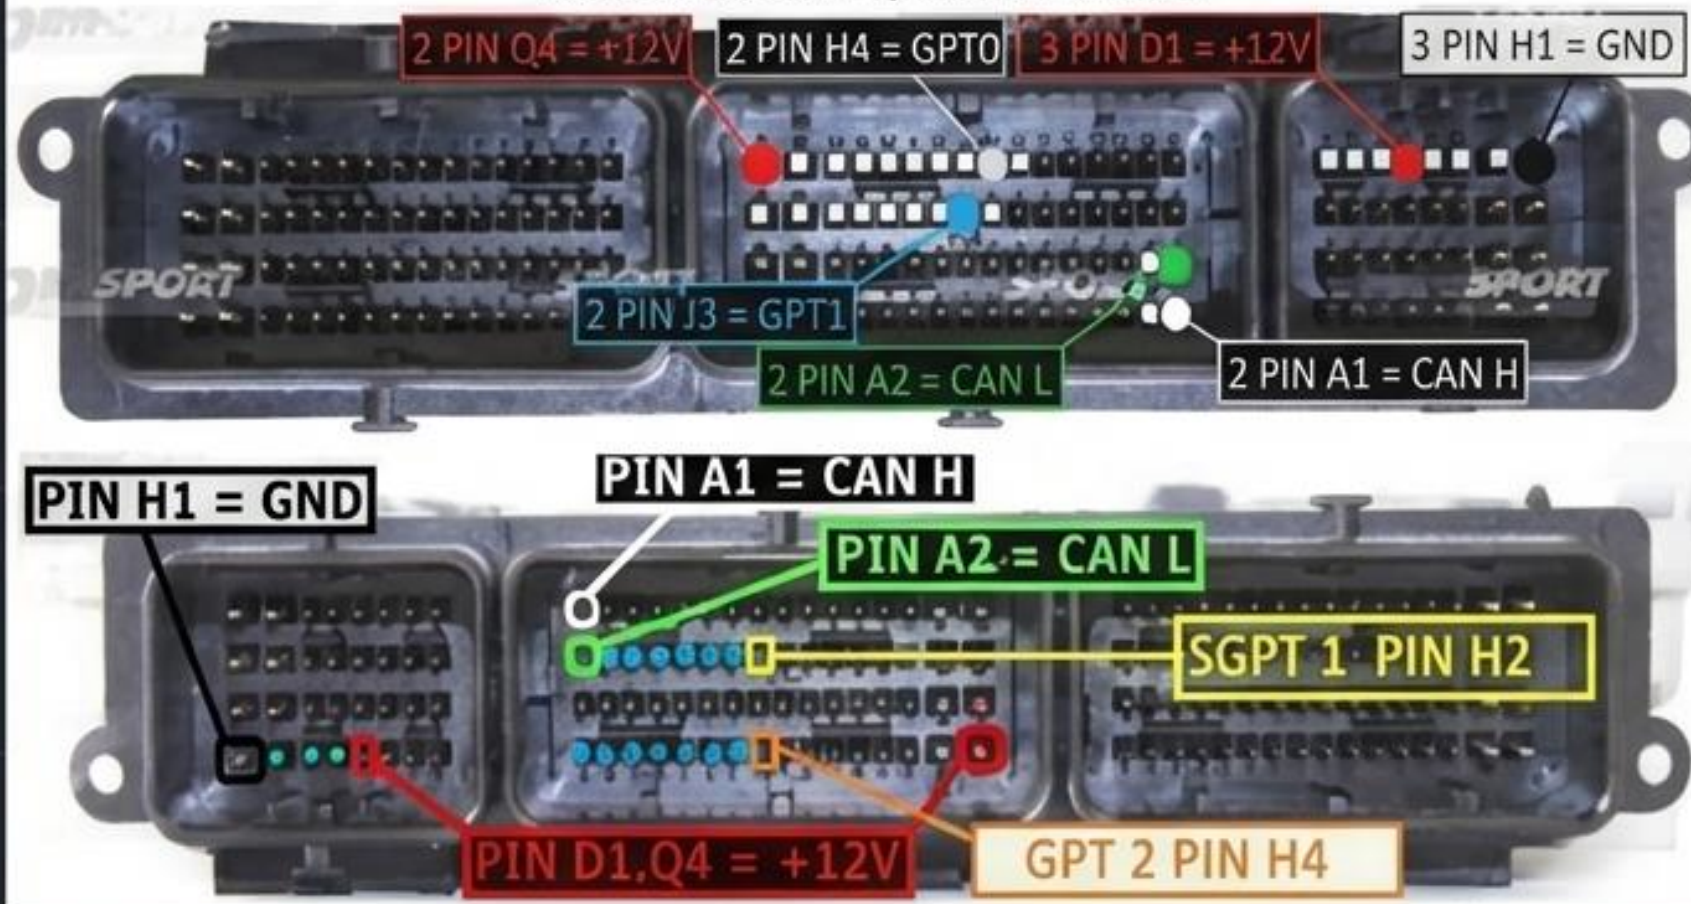 2 PIN Q4 = +12V
2 PIN H4 = GPT0
3 PIN D1 = +12V
3 PIN H1 = GND
SPORT
SPORT
2 PIN J3 = GPT1
2 PIN A2 = CAN L
2 PIN A1 = CAN H
PIN H1 = GND
PIN A1 = CAN H
PIN A2 = CAN L
SGPT 1 PIN H2
PIN D1,Q4 = +12V
GPT 2 PIN H4